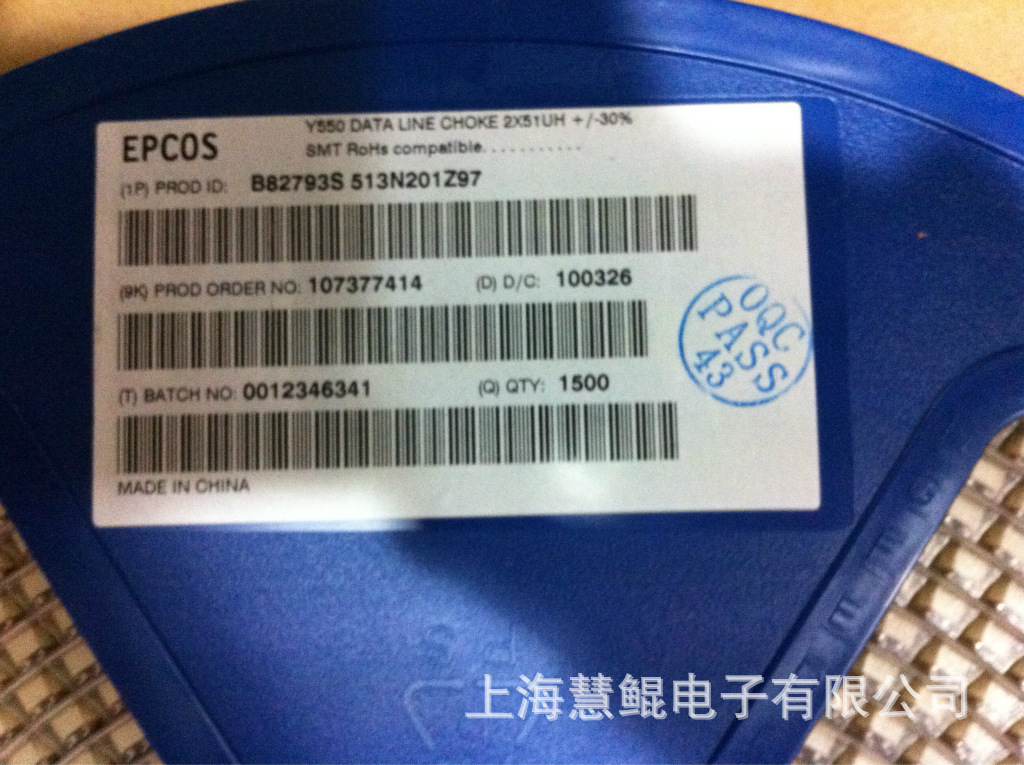 EPCOS
Y550 DATA LINE CHOKE 2X51UH +/-30%
SMT RoHs compatible...........
(1P) PROD ID: B82793S 513N201Z97
(9K) PROD ORDER NO: 107377414 (D) D/C: 100326
OQC
PASS
43
(T) BATCH NO: 0012346341 (Q) QTY: 1500
MADE IN CHINA
上海慧鲲电子有限公司